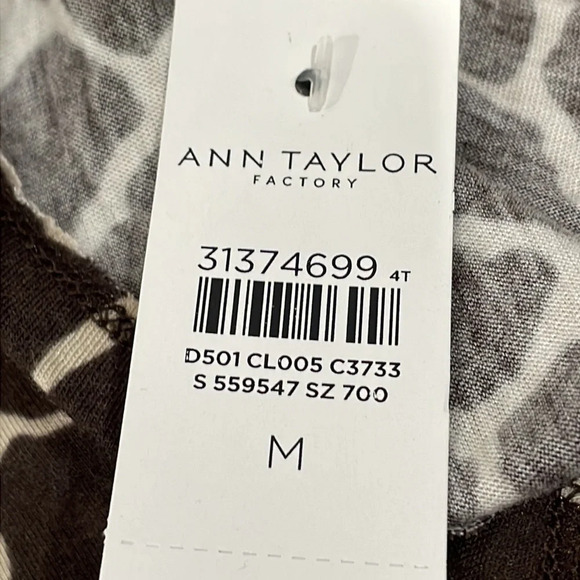 ANN TAYLOR
FACTORY
31374699 4T
D501 CL005 C3733
S 559547 SZ 700
M